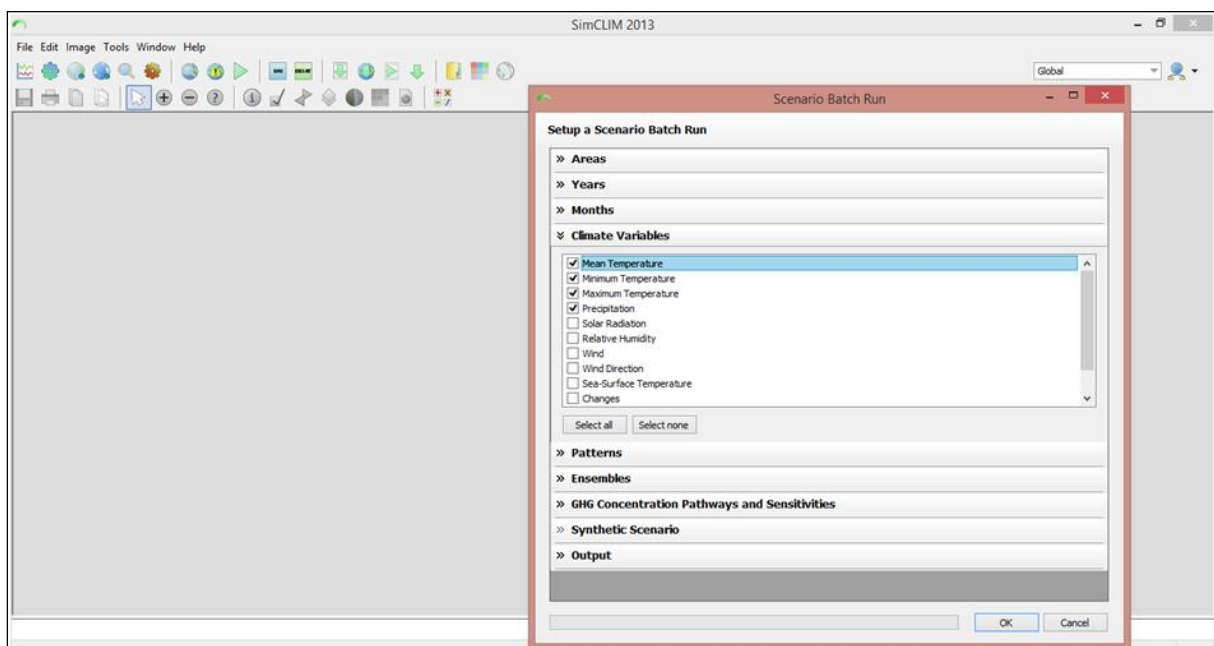 SimCLIM 2013
File Edit Image Tools Window Help
Global
Scenario Batch Run
Setup a Scenario Batch Run
» Areas
» Years
» Months
Climate Variables
Mean Temperature
Minimum Temperature
Maximum Temperature
Precipitation
Solar Radiation
Relative Humidity
Wind
Wind Direction
Sea-Surface Temperature
Changes
Select all Select none
» Patterns
» Ensembles
» GHG Concentration Pathways and Sensitivities
» Synthetic Scenario
» Output
OK Cancel